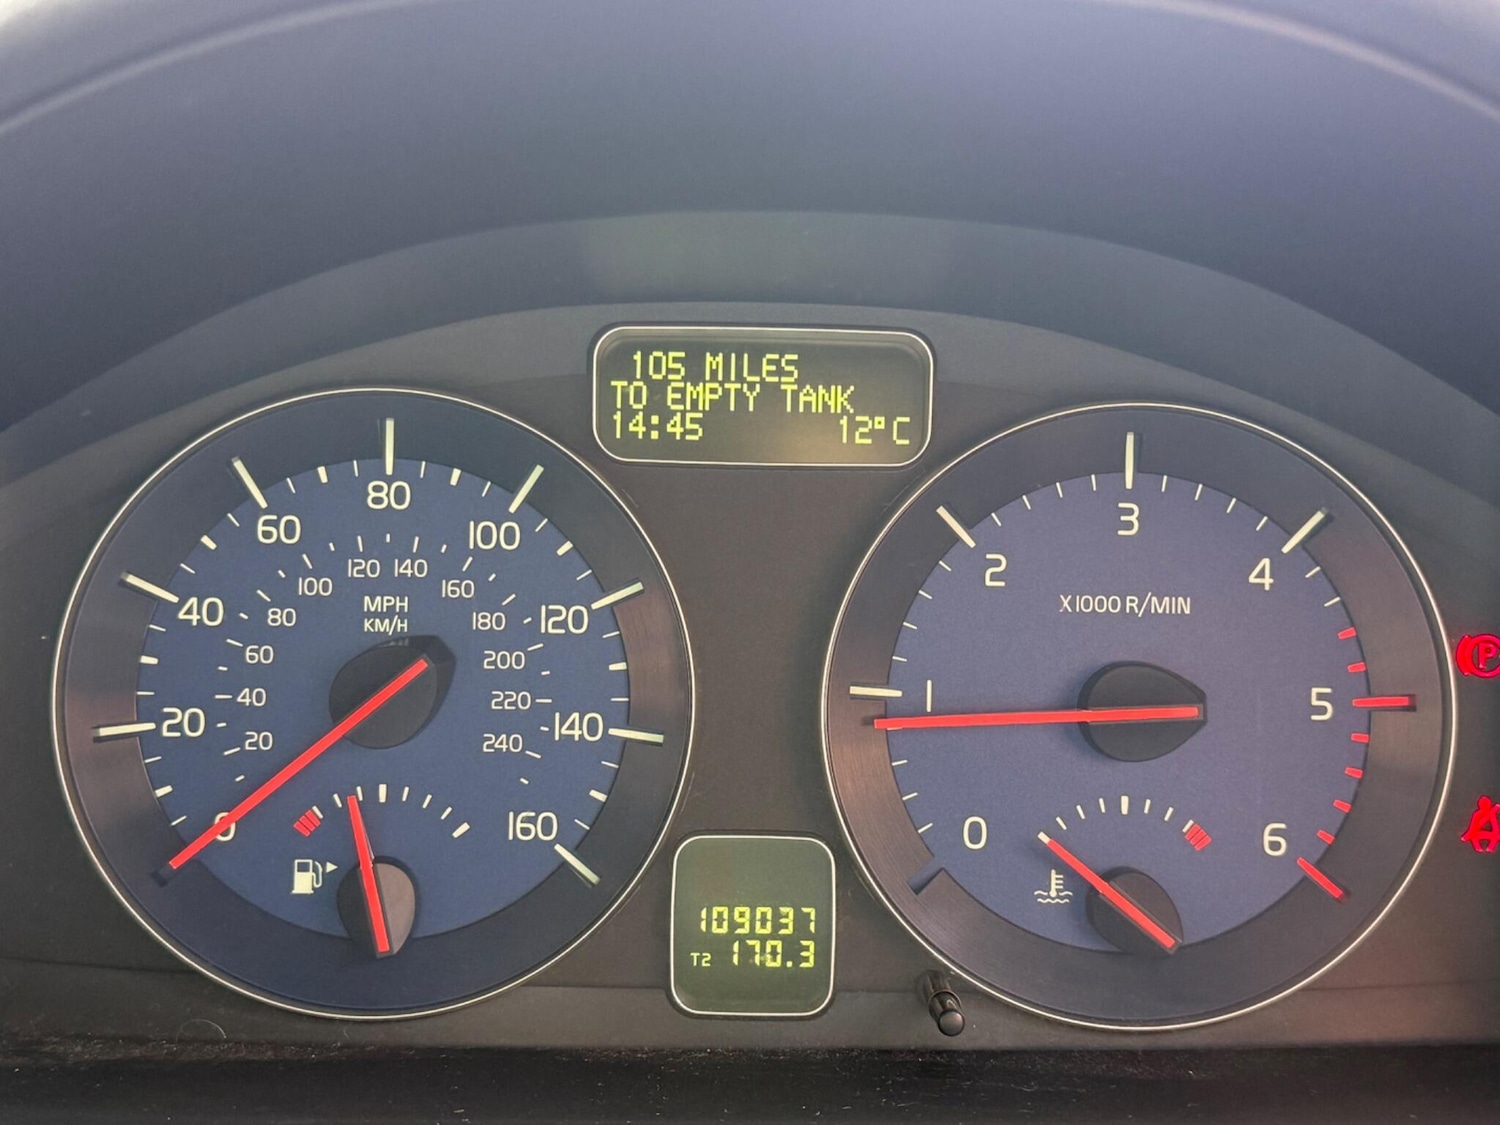 105 MILES
TO EMPTY TANK
14:45 12°C
0 20 40 60 80 100 120 140 160
MPH
KM/H
20 40 60 80 100 120 140 160 180 200 220 240
0 1 2 3 4 5 6
X1000 R/MIN
109037
T2 170.3
P